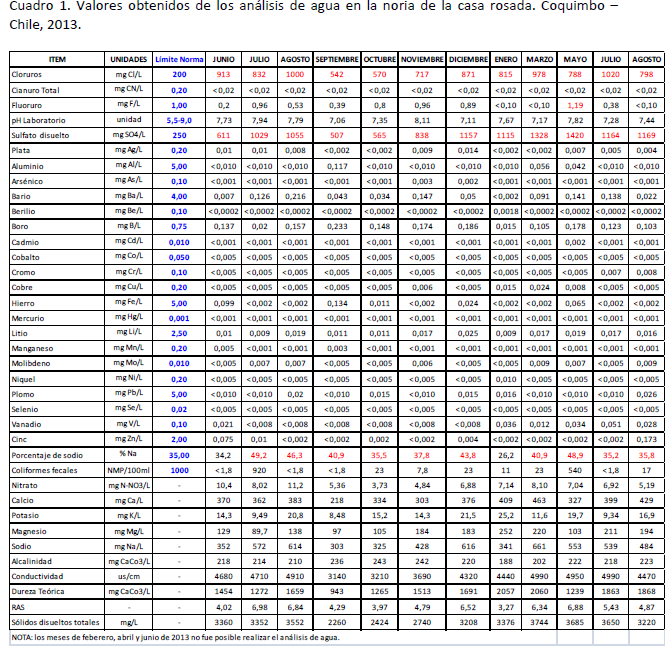 Cuadro 1. Valores obtenidos de los análisis de agua en la noria de la casa rosada. Coquimbo –
Chile, 2013.
ITEM UNIDADES Límite Norma JUNIO JULIO AGOSTO SEPTIEMBRE OCTUBRE NOVIEMBRE DICIEMBRE ENERO MARZO MAYO JULIO AGOSTO
Cloruros mg Cl/L 200 913 832 1000 542 570 717 871 815 978 788 1020 798
Cianuro Total mg CN/L 0,20 <0,02 <0,02 <0,02 <0,02 <0,02 <0,02 <0,02 <0,02 <0,02 <0,02 <0,02 <0,02
Fluoruro mg F/L 1,00 0,2 0,96 0,53 0,39 0,8 0,96 0,89 <0,10 <0,10 1,19 0,38 <0,10
pH Laboratorio unidad 5,5-9,0 7,73 7,94 7,79 7,06 7,35 8,11 7,11 7,67 7,17 7,82 7,28 7,44
Sulfato disuelto mg SO4/L 250 611 1029 1055 507 565 838 1157 1115 1328 1420 1164 1169
Plata mg Ag/L 0,20 0,01 0,01 0,008 <0,002 <0,002 0,009 0,014 <0,002 <0,002 0,007 0,005 0,004
Aluminio mg Al/L 5,00 <0,010 <0,010 <0,010 0,117 <0,010 <0,010 <0,010 <0,010 0,056 0,042 <0,010 <0,010
Arsénico mg As/L 0,10 <0,001 <0,001 <0,001 <0,001 <0,001 0,003 0,002 <0,001 <0,001 <0,001 <0,001 <0,001
Bario mg Ba/L 4,00 0,007 0,126 0,216 0,043 0,034 0,147 0,05 <0,002 0,091 0,141 0,138 0,022
Berilio mg Be/L 0,10 <0,0002 <0,0002 <0,0002 <0,0002 <0,0002 <0,0002 <0,0002 0,0018 <0,0002 <0,0002 <0,0002 <0,0002
Boro mg B/L 0,75 0,137 0,02 0,157 0,233 0,148 0,174 0,186 0,015 0,105 0,178 0,123 0,103
Cadmio mg Cd/L 0,010 <0,001 <0,001 <0,001 <0,001 <0,001 <0,001 <0,001 <0,001 <0,001 0,002 <0,001 <0,001
Cobalto mg Co/L 0,050 <0,005 <0,005 <0,005 <0,005 <0,005 <0,005 <0,005 <0,005 <0,005 <0,005 <0,005 <0,005
Cromo mg Cr/L 0,10 <0,005 <0,005 <0,005 <0,005 <0,005 <0,005 <0,005 <0,005 <0,005 <0,005 0,007 0,008
Cobre mg Cu/L 0,20 <0,005 <0,005 <0,005 <0,005 <0,005 0,006 <0,005 0,015 0,024 0,008 <0,005 <0,005
Hierro mg Fe/L 5,00 0,099 <0,002 <0,002 0,134 0,011 <0,002 0,024 <0,002 <0,002 0,065 <0,002 <0,002
Mercurio mg Hg/L 0,001 <0,001 <0,001 <0,001 <0,001 <0,001 <0,001 <0,001 <0,001 <0,001 <0,001 <0,001 <0,001
Litio mg Li/L 2,50 0,01 0,009 0,019 0,011 0,011 0,017 0,025 0,009 0,017 0,019 0,017 0,016
Manganeso mg Mn/L 0,20 0,005 <0,001 <0,001 0,003 <0,001 <0,001 <0,001 <0,001 <0,001 <0,001 <0,001 <0,001
Molibdeno mg Mo/L 0,010 <0,005 0,007 0,007 <0,005 <0,005 0,006 <0,005 <0,005 0,009 0,007 <0,005 0,009
Niquel mg Ni/L 0,20 <0,005 <0,005 <0,005 <0,005 <0,005 <0,005 <0,005 0,010 <0,005 <0,005 <0,005 <0,005
Plomo mg Pb/L 5,00 <0,010 <0,010 0,02 <0,010 0,015 <0,010 0,015 0,016 <0,010 <0,010 <0,010 0,026
Selenio mg Se/L 0,02 <0,005 <0,005 <0,005 <0,005 <0,005 <0,005 <0,005 <0,005 <0,005 <0,005 <0,005 <0,005
Vanadio mg V/L 0,10 0,021 <0,008 <0,008 <0,008 <0,008 <0,008 <0,008 0,036 0,012 0,034 0,051 0,028
Cinc mg Zn/L 2,00 0,075 0,01 <0,002 0,002 <0,002 0,002 0,004 <0,002 <0,002 <0,002 <0,002 0,173
Porcentaje de sodio % Na 35,00 34,2 49,2 46,3 40,9 35,5 37,8 43,8 26,2 40,9 48,9 35,2 35,8
Coliformes fecales NMP/100ml 1000 <1,8 920 <1,8 <1,8 23 7,8 23 11 23 540 <1,8 17
Nitrato mg N-NO3/L - 10,4 8,02 11,2 5,36 3,73 4,84 6,88 7,14 8,10 7,04 6,92 5,19
Calcio mg Ca/L - 370 362 383 218 334 303 376 409 463 327 399 429
Potasio mg K/L - 14,3 9,49 20,8 8,48 15,2 14,3 21,5 25,2 11,6 19,7 9,34 16,9
Magnesio mg Mg/L - 129 89,7 138 97 105 184 183 252 220 103 211 194
Sodio mg Na/L - 352 572 614 303 325 428 616 341 661 553 539 484
Alcalinidad mg CaCo3/L - 218 214 210 236 243 242 220 188 202 222 218 223
Conductividad us/cm - 4680 4710 4910 3140 3210 3690 4320 4440 4990 4950 4990 4470
Dureza Teórica mg CaCo3/L - 1454 1272 1659 943 1265 1513 1691 2057 2060 1239 1863 1868
RAS - - 4,02 6,98 6,84 4,29 3,97 4,79 6,52 3,27 6,34 6,88 5,43 4,87
Sólidos disueltos totales mg/L - 3360 3352 3552 2260 2424 2740 3208 3376 3744 3685 3650 3220
NOTA: los meses de feberero, abril y junio de 2013 no fue posible realizar el análisis de agua.